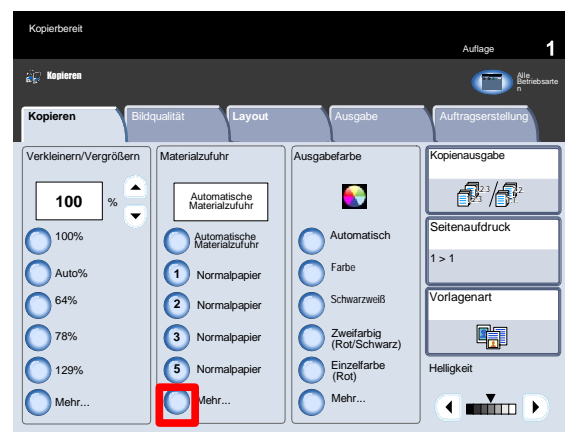 Kopierbereit
Auflage 1
Kopieren
Alle
Betriebsarte
n
Kopieren Bildqualität Layout Ausgabe Auftragserstellung
Verkleinern/Vergrößern
100 %
100%
Auto%
64%
78%
129%
Mehr...
Materialzufuhr
Automatische
Materialzufuhr
Automatische
Materialzufuhr
1 Normalpapier
2 Normalpapier
3 Normalpapier
5 Normalpapier
Mehr...
Ausgabefarbe
Automatisch
Farbe
Schwarzweiß
Zweifarbig
(Rot/Schwarz)
Einzelfarbe
(Rot)
Mehr...
Kopienausgabe
Seitenaufdruck
1 > 1
Vorlagenart
Helligkeit